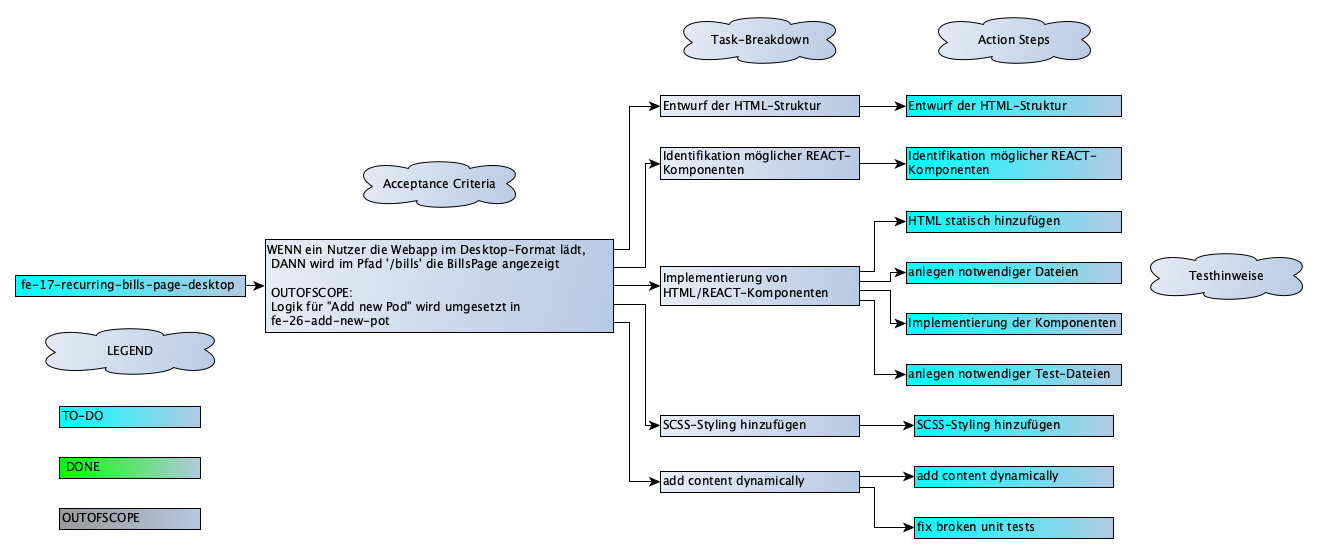 Task-Breakdown
Action Steps
Entwurf der HTML-Struktur
Entwurf der HTML-Struktur
Identifikation möglicher REACT-
Komponenten
Identifikation möglicher REACT-
Komponenten
Acceptance Criteria
HTML statisch hinzufügen
WENN ein Nutzer die Webapp im Desktop-Format lädt,
DANN wird im Pfad '/bills' die BillsPage angezeigt
OUTOFSCOPE:
Logik für "Add new Pod" wird umgesetzt in
fe-26-add-new-pot
fe-17-recurring-bills-page-desktop
Implementierung von
HTML/REACT-Komponenten
anlegen notwendiger Dateien
Testhinweise
Implementierung der Komponenten
LEGEND
anlegen notwendiger Test-Dateien
TO-DO
SCSS-Styling hinzufügen
SCSS-Styling hinzufügen
DONE
add content dynamically
add content dynamically
OUTOFSCOPE
fix broken unit tests